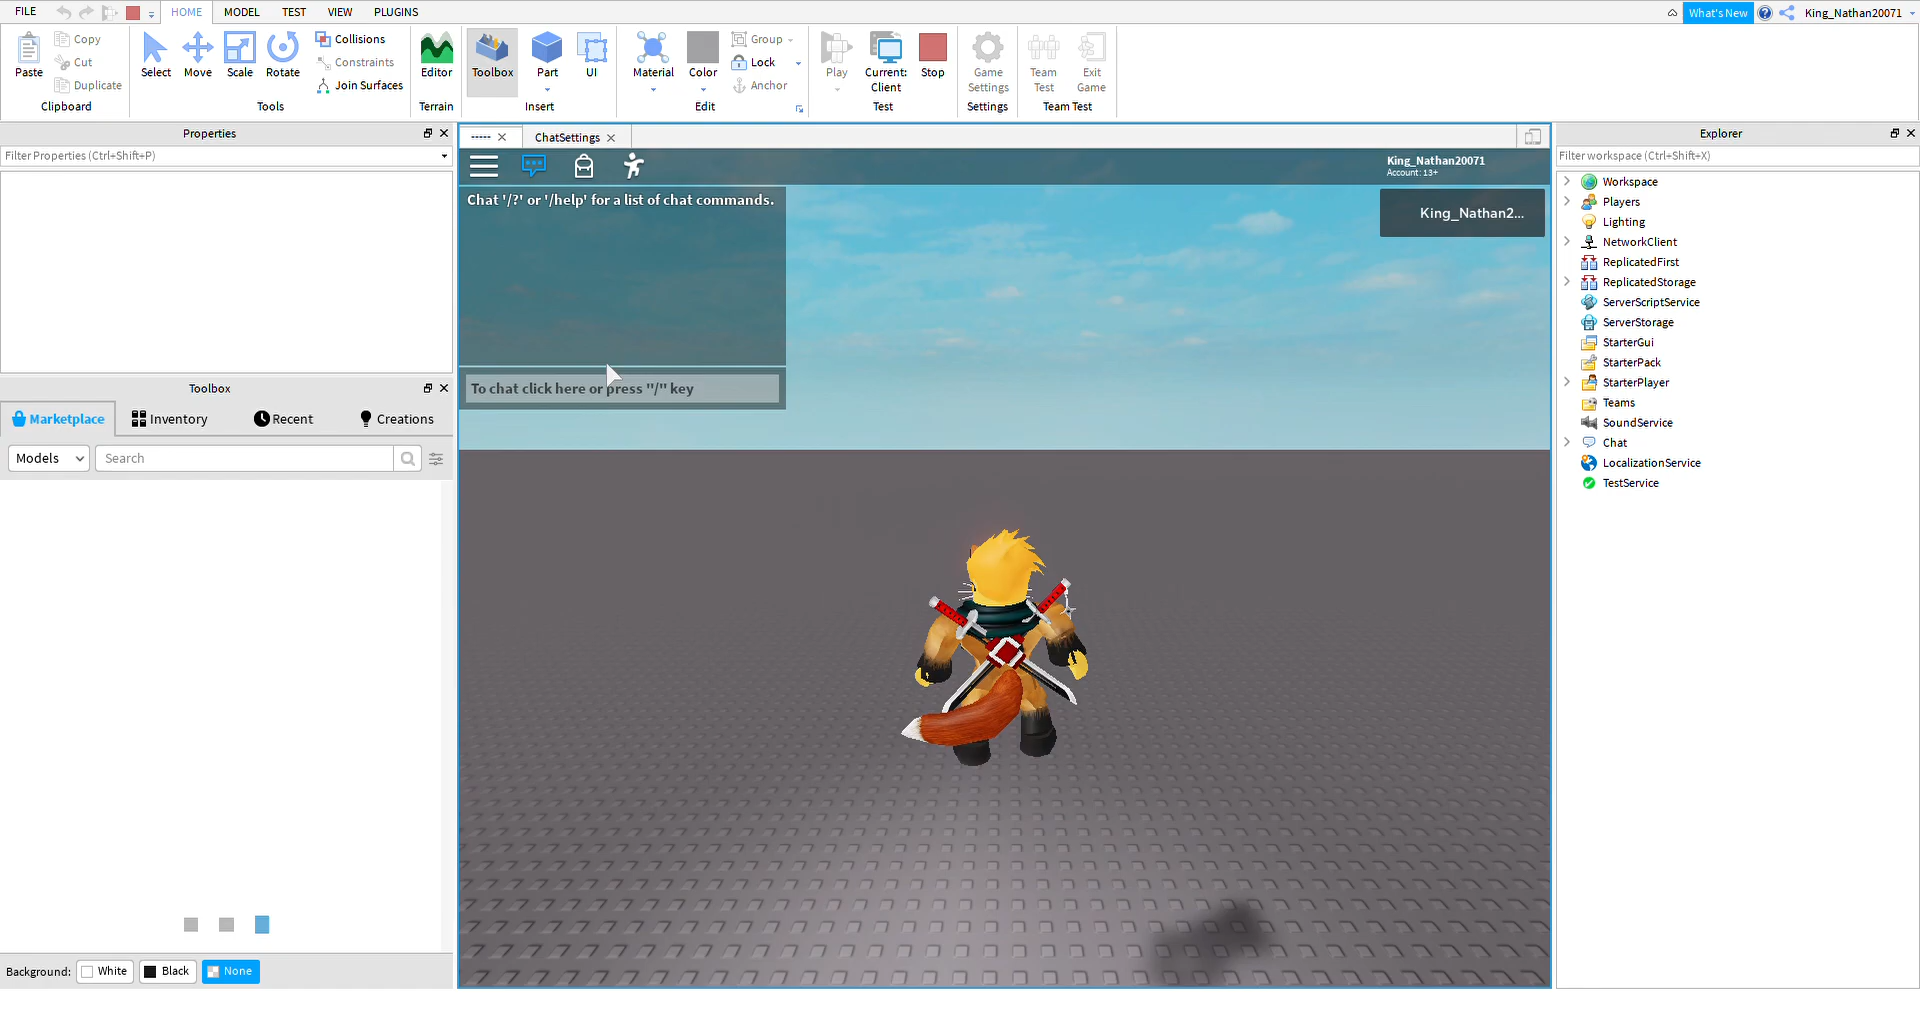 FILE
HOME
MODEL
TEST
VIEW
PLUGINS
What's New
King_Nathan20071
Paste
Copy
Cut
Duplicate
Clipboard
Select
Move
Scale
Rotate
Collisions
Constraints
Join Surfaces
Tools
Editor
Terrain
Toolbox
Part
UI
Insert
Material
Color
Group
Lock
Anchor
Edit
Play
Current:
Client
Stop
Test
Game
Settings
Settings
Team
Test
Exit
Game
Team Test
Properties
Filter Properties (Ctrl+Shift+P)
Toolbox
Marketplace
Inventory
Recent
Creations
Models
Search
Background:
White
Black
None
-----
ChatSettings
King_Nathan20071
Account: 13+
Chat '/?' or '/help' for a list of chat commands.
King_Nathan2...
To chat click here or press "/" key
Explorer
Filter workspace (Ctrl+Shift+X)
Workspace
Players
Lighting
NetworkClient
ReplicatedFirst
ReplicatedStorage
ServerScriptService
ServerStorage
StarterGui
StarterPack
StarterPlayer
Teams
SoundService
Chat
LocalizationService
TestService